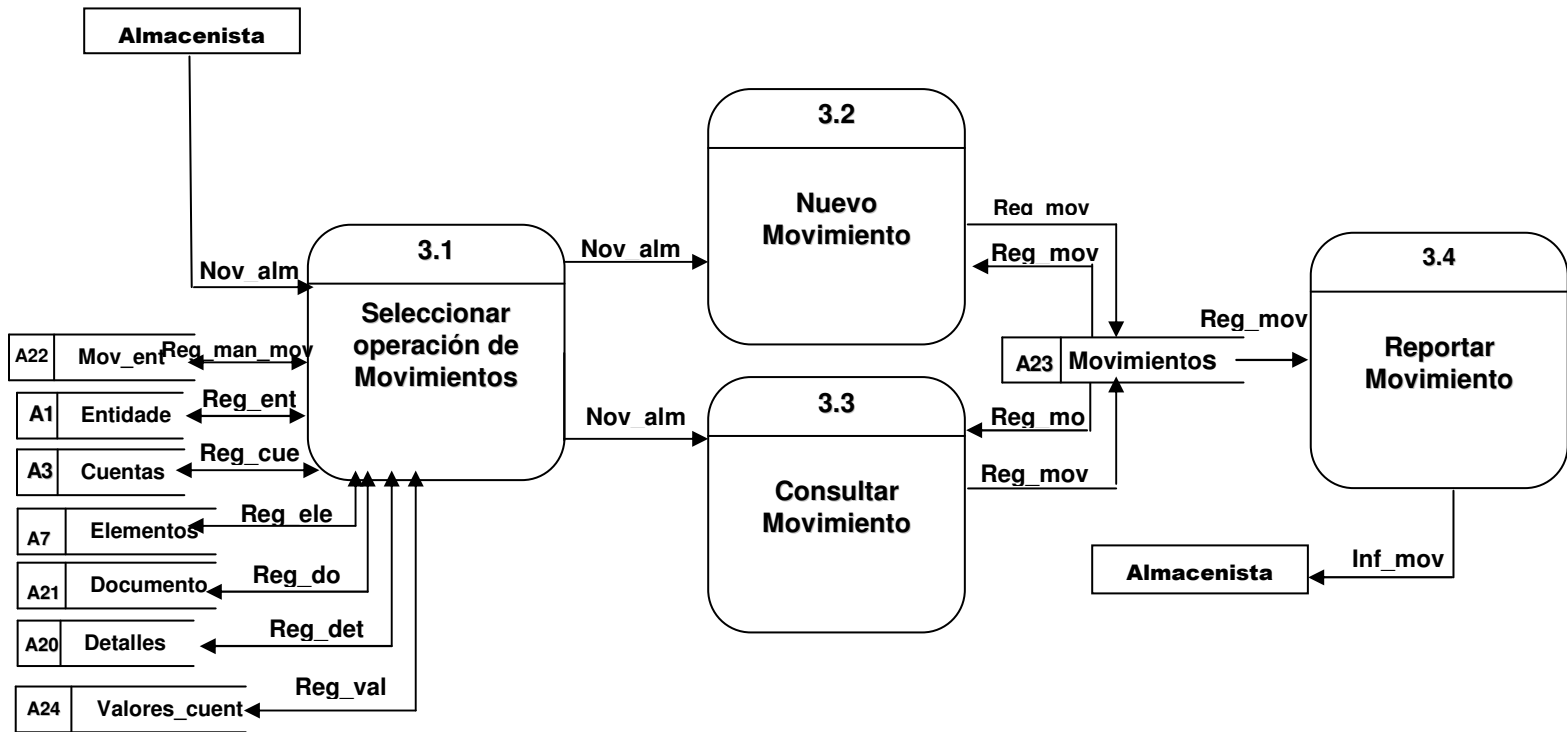 Almacenista
3.2
Nuevo
Movimiento
Reg_mov
Reg_mov
3.1
Seleccionar
operación de
Movimientos
Nov_alm
Nov_alm
Nov_alm
3.4
Reportar
Movimiento
Reg_mov
A23 Movimientos
A22 Mov_ent
Reg_man_mov
A1 Entidade
Reg_ent
A3 Cuentas
Reg_cue
3.3
Consultar
Movimiento
Reg_mo
Reg_mov
A7 Elementos
Reg_ele
A21 Documento
Reg_do
A20 Detalles
Reg_det
A24 Valores_cuent
Reg_val
Almacenista
Inf_mov